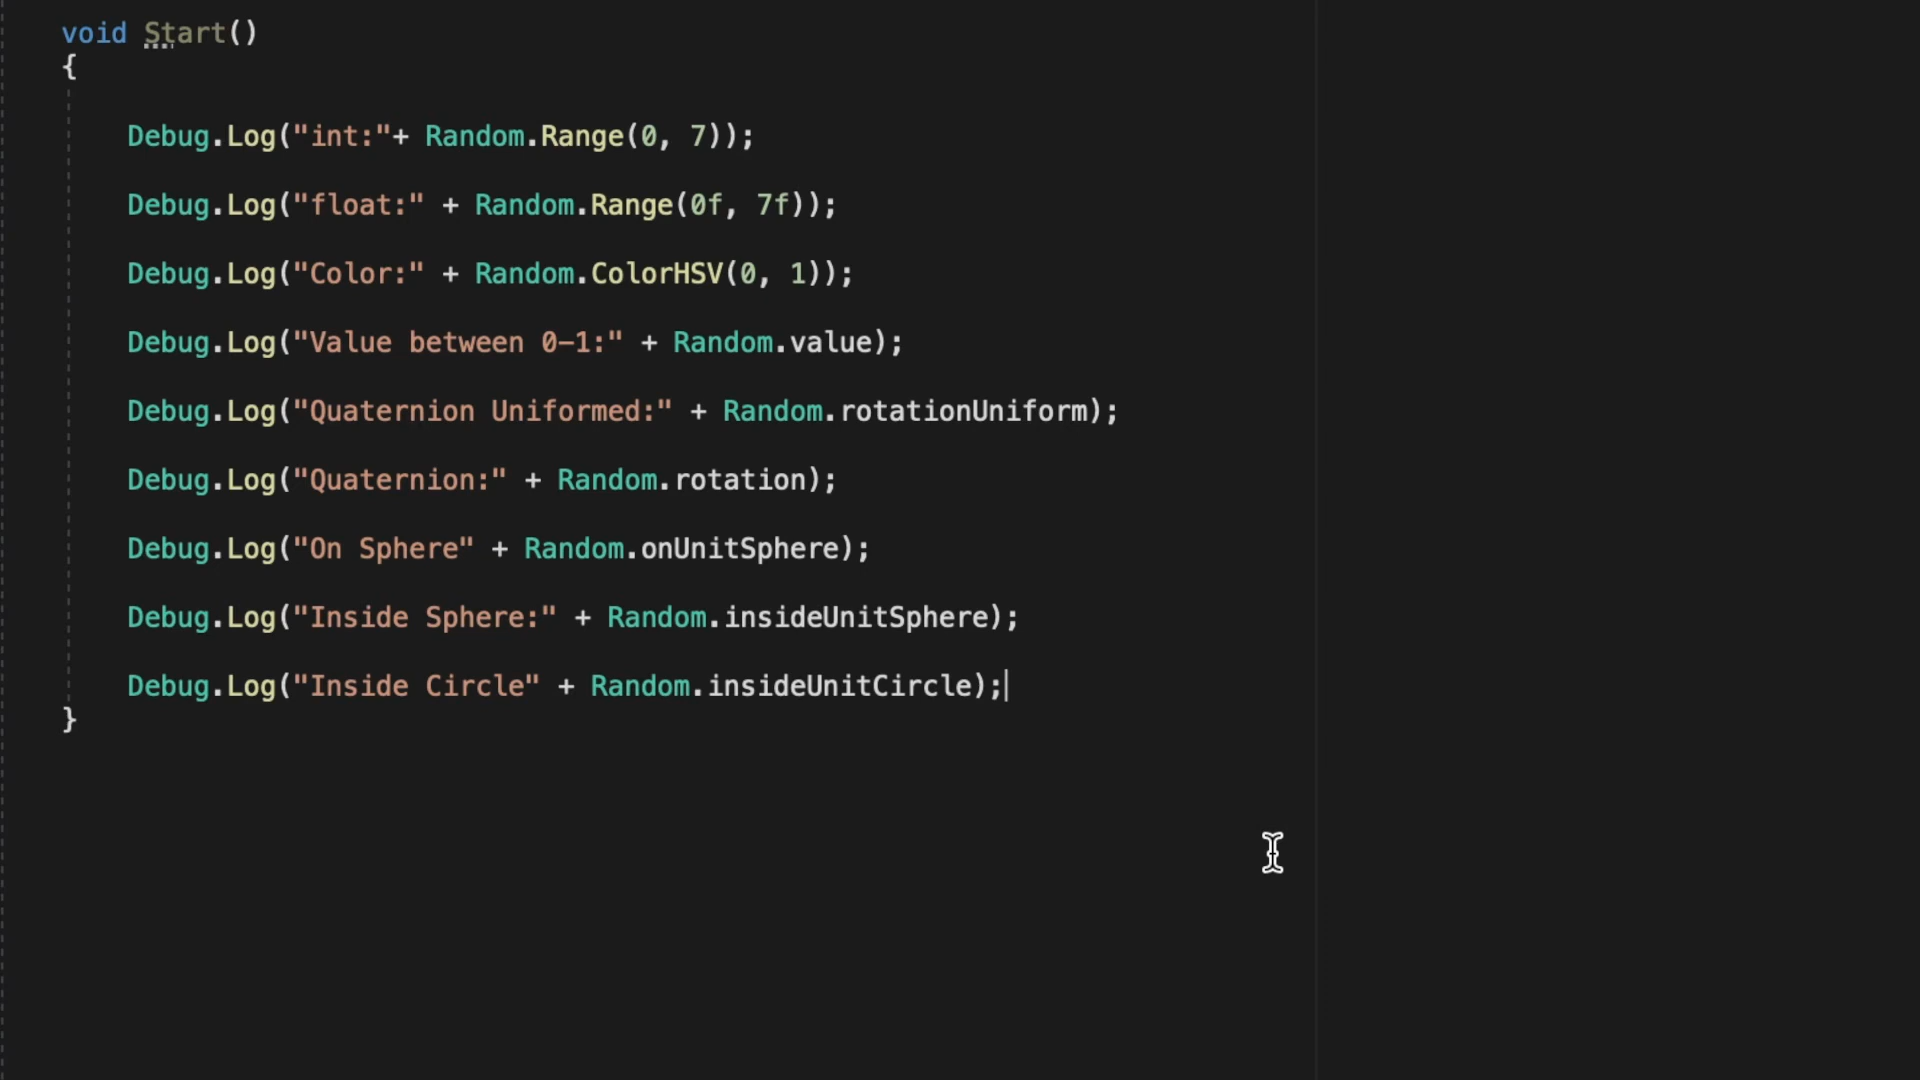 void Start()
{
Debug.Log("int:"+ Random.Range(0, 7));
Debug.Log("float:" + Random.Range(0f, 7f));
Debug.Log("Color:" + Random.ColorHSV(0, 1));
Debug.Log("Value between 0-1:" + Random.value);
Debug.Log("Quaternion Uniformed:" + Random.rotationUniform);
Debug.Log("Quaternion:" + Random.rotation);
Debug.Log("On Sphere" + Random.onUnitSphere);
Debug.Log("Inside Sphere:" + Random.insideUnitSphere);
Debug.Log("Inside Circle" + Random.insideUnitCircle);
}